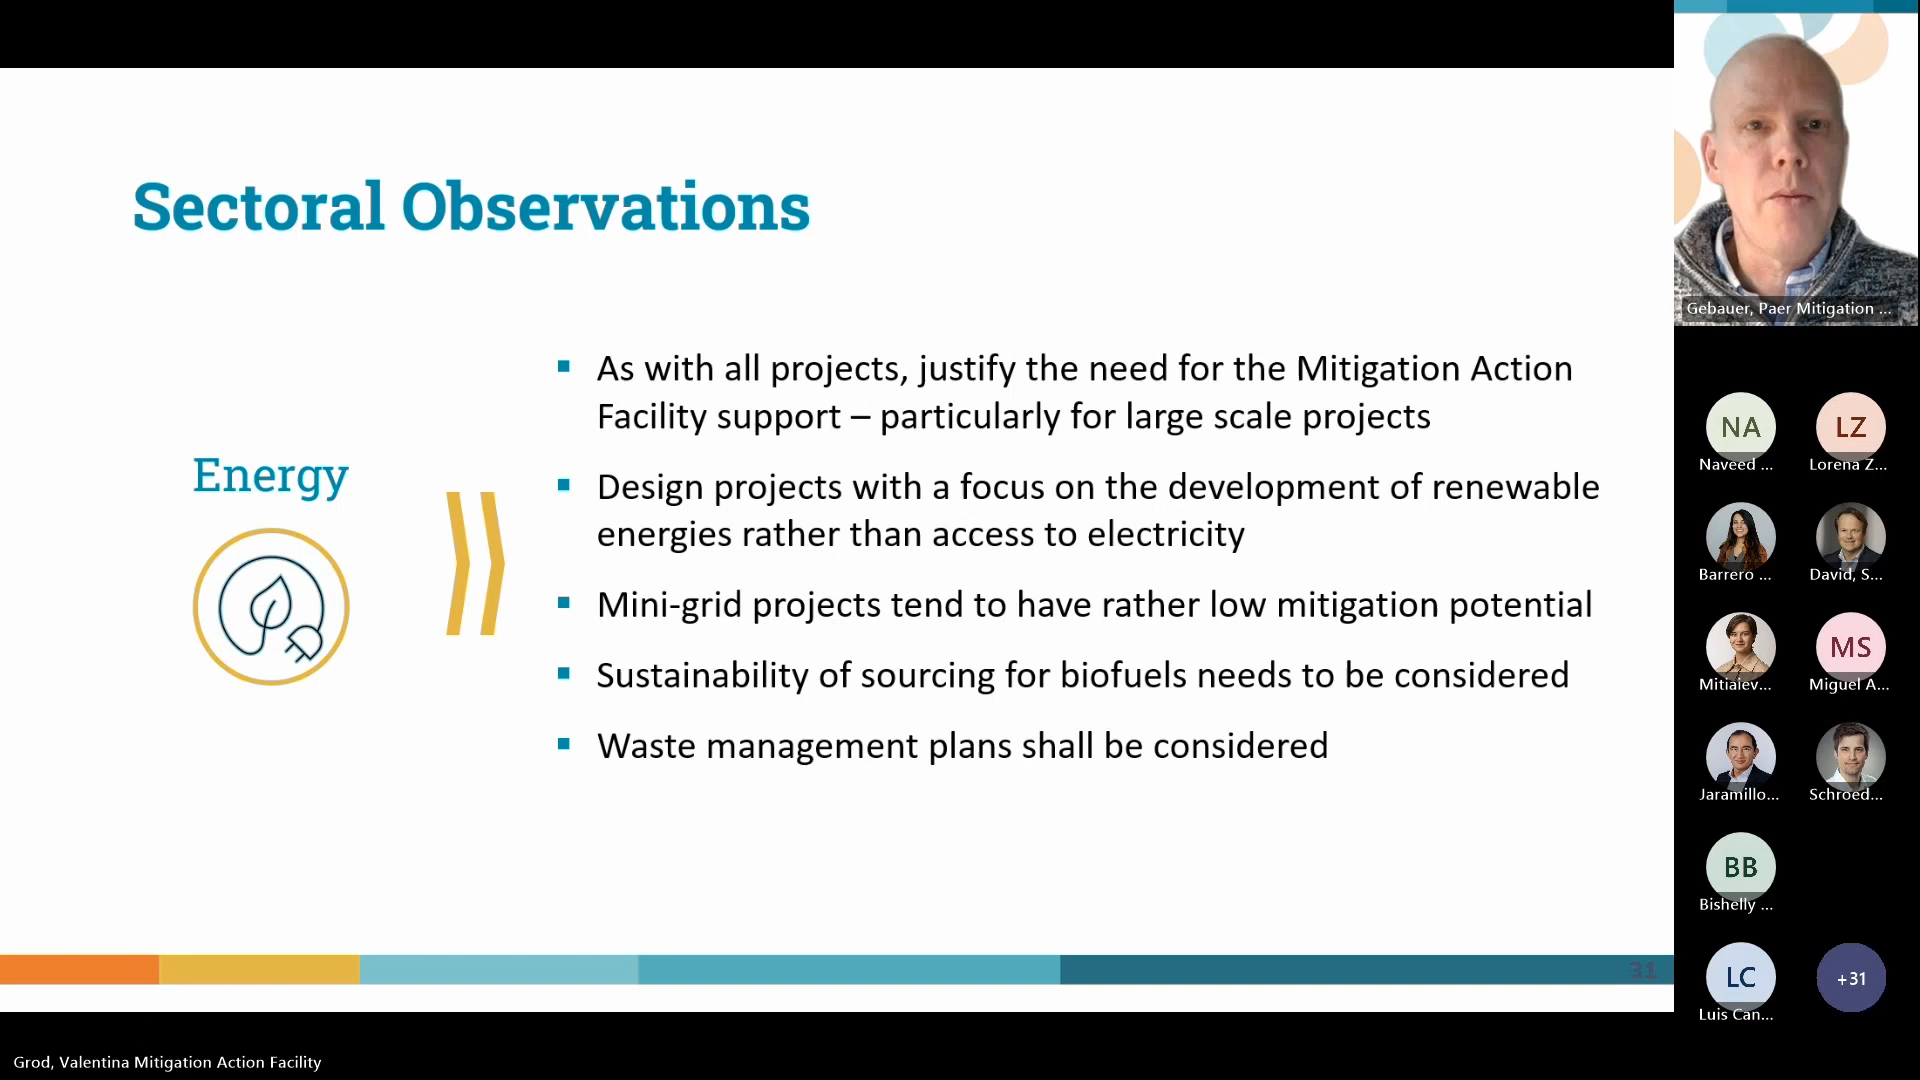 Sectoral Observations
Energy
As with all projects, justify the need for the Mitigation Action
Facility support – particularly for large scale projects
Design projects with a focus on the development of renewable
energies rather than access to electricity
Mini-grid projects tend to have rather low mitigation potential
Sustainability of sourcing for biofuels needs to be considered
Waste management plans shall be considered
31
Gebauer, Paer Mitigation ...
NA
Naveed ...
LZ
Lorena Z...
Barrero ...
David, S...
Mitiaiev...
MS
Miguel A...
Jaramillo...
Schroed...
BB
Bishelly ...
LC
Luis Can...
+31
Grod, Valentina Mitigation Action Facility